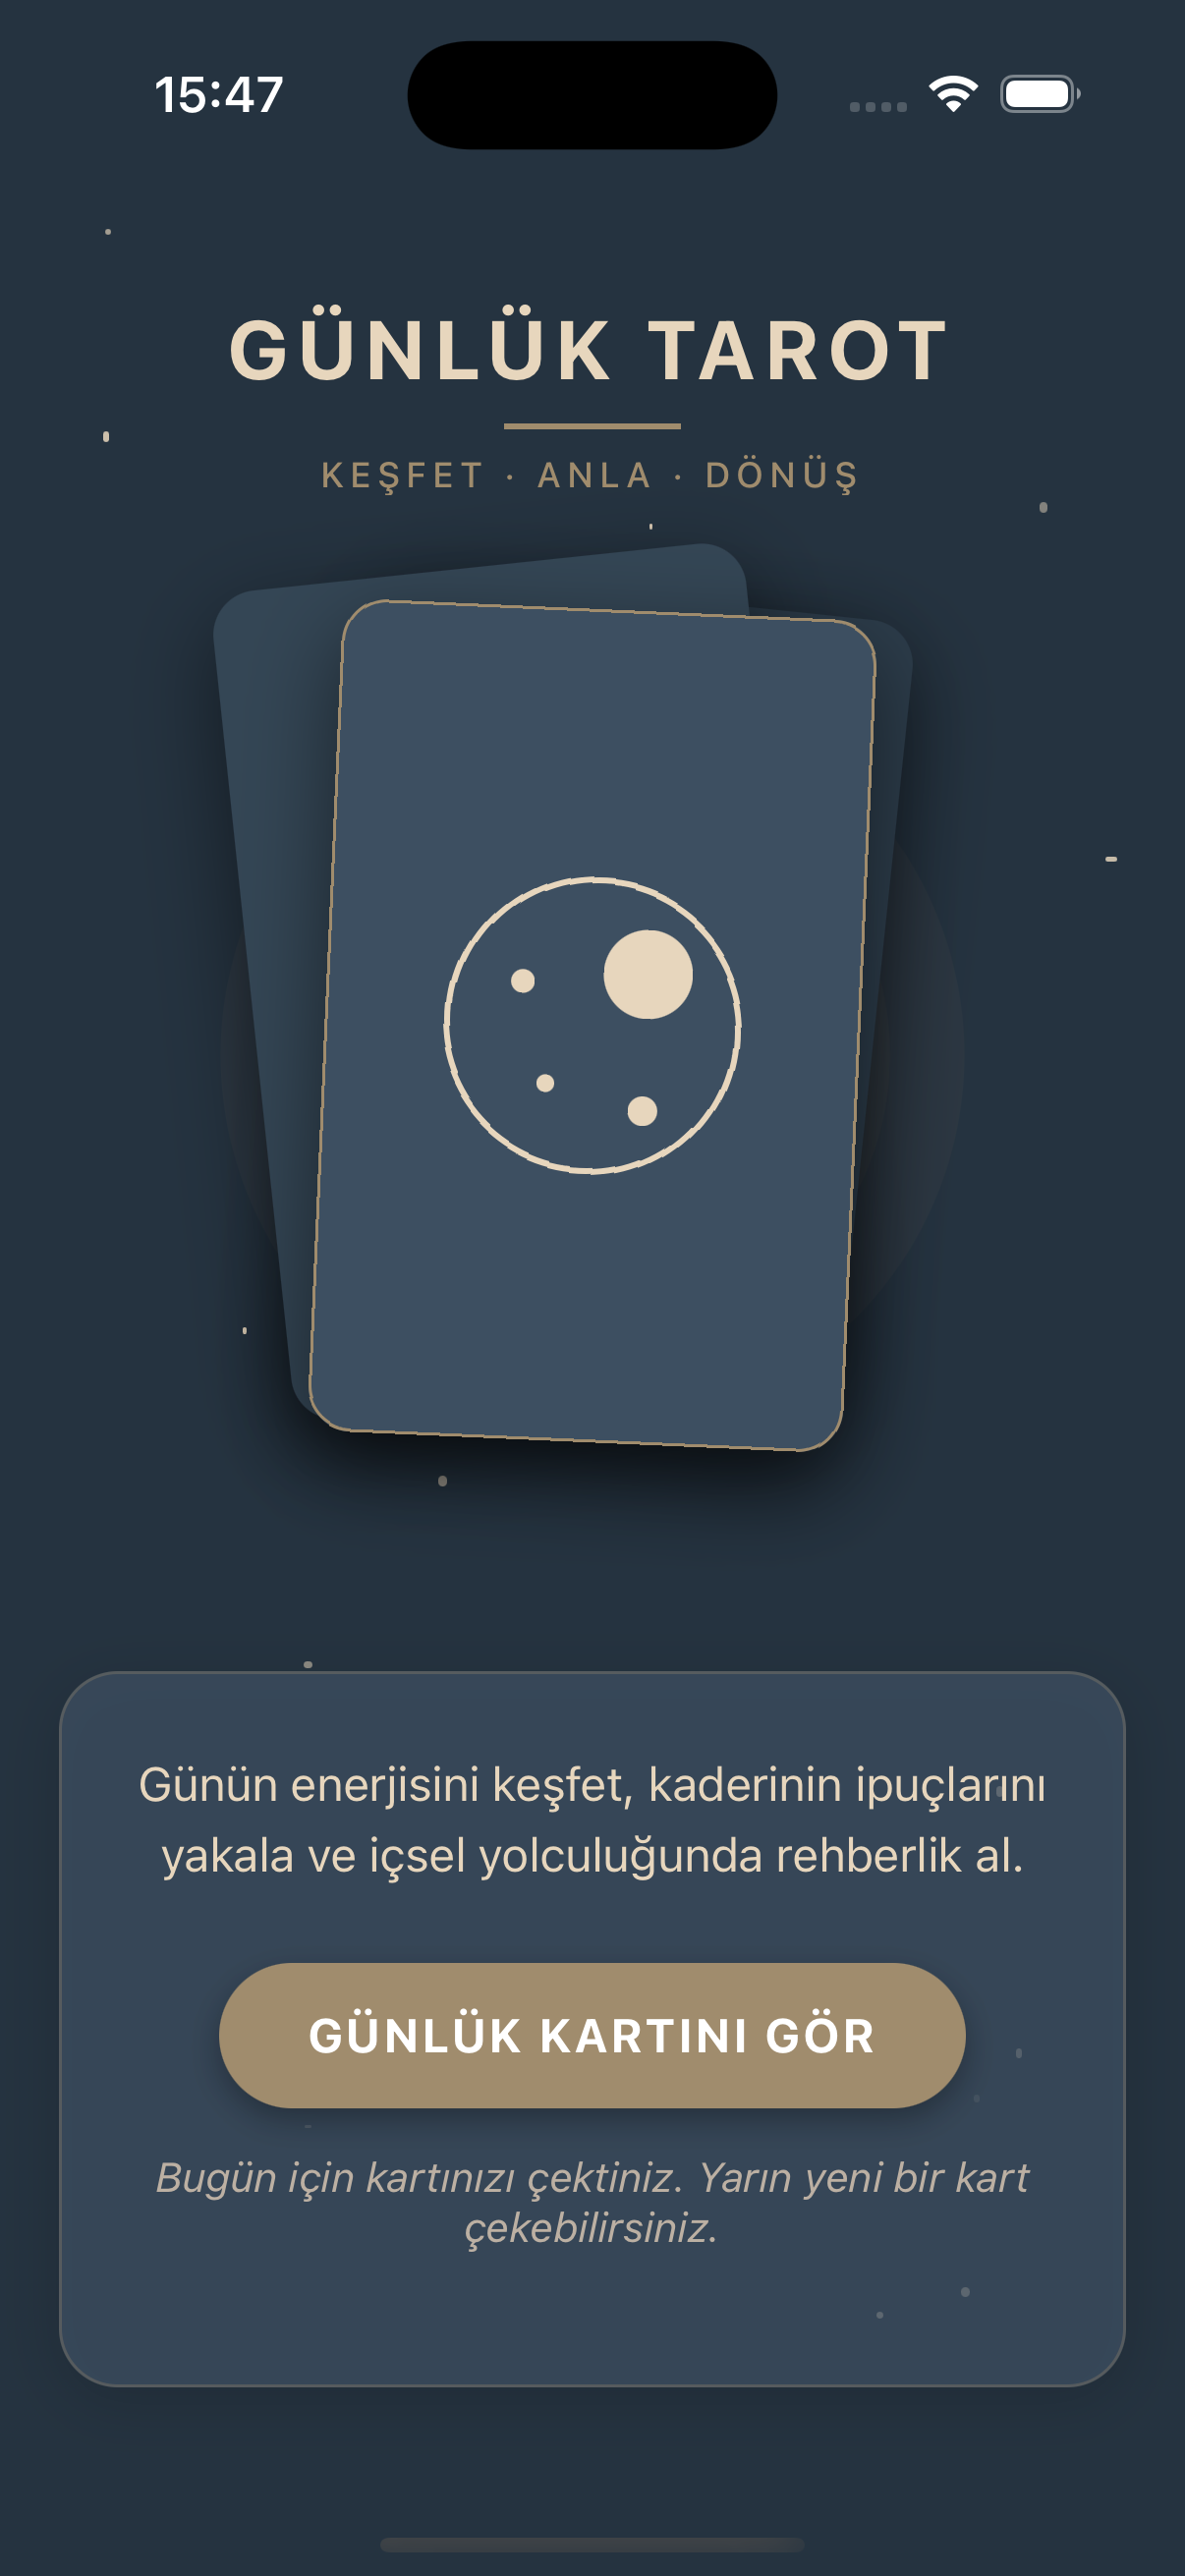 15:47
GÜNLÜK TAROT
KEŞFET · ANLA · DÖNÜŞ
Günün enerjisini keşfet, kaderinin ipuçlarını
yakala ve içsel yolculuğunda rehberlik al.
GÜNLÜK KARTINI GÖR
Bugün için kartınızı çektiniz. Yarın yeni bir kart
çekebilirsiniz.